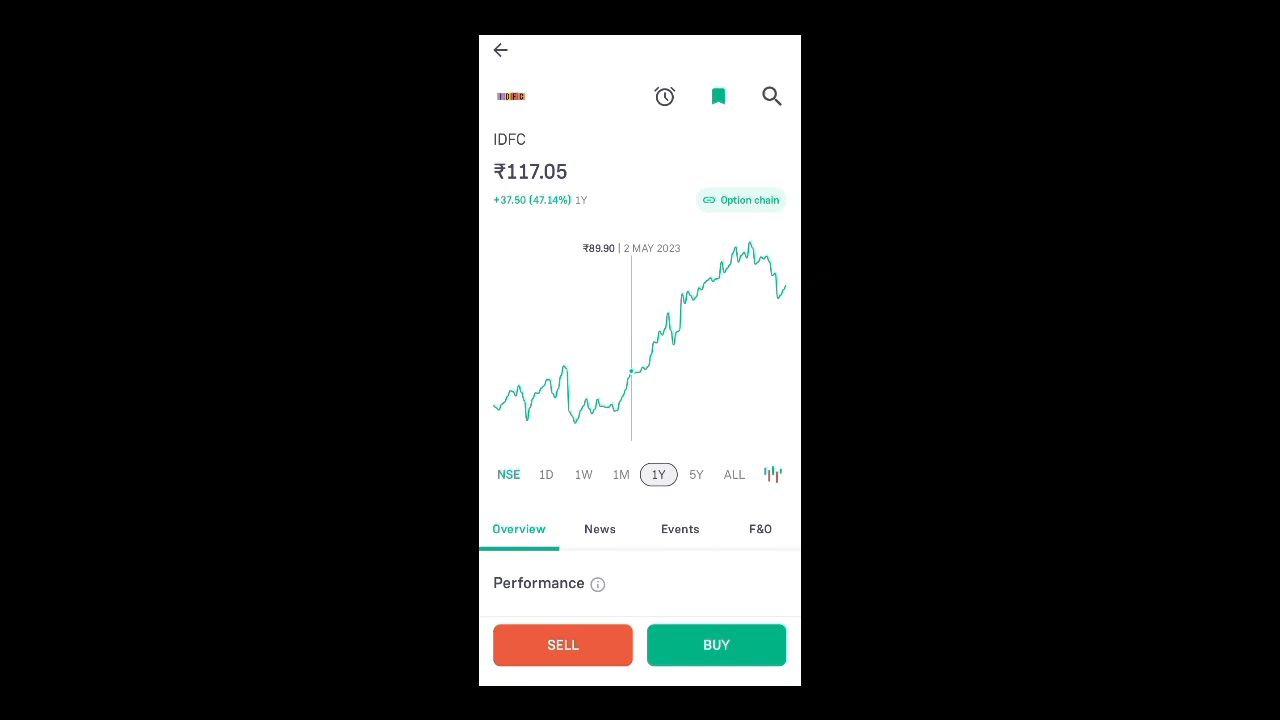 IDFC
IDFC
₹117.05
+37.50 (47.14%) 1Y
Option chain
₹89.90 | 2 MAY 2023
NSE 1D 1W 1M 1Y 5Y ALL
Overview News Events F&O
Performance
SELL BUY